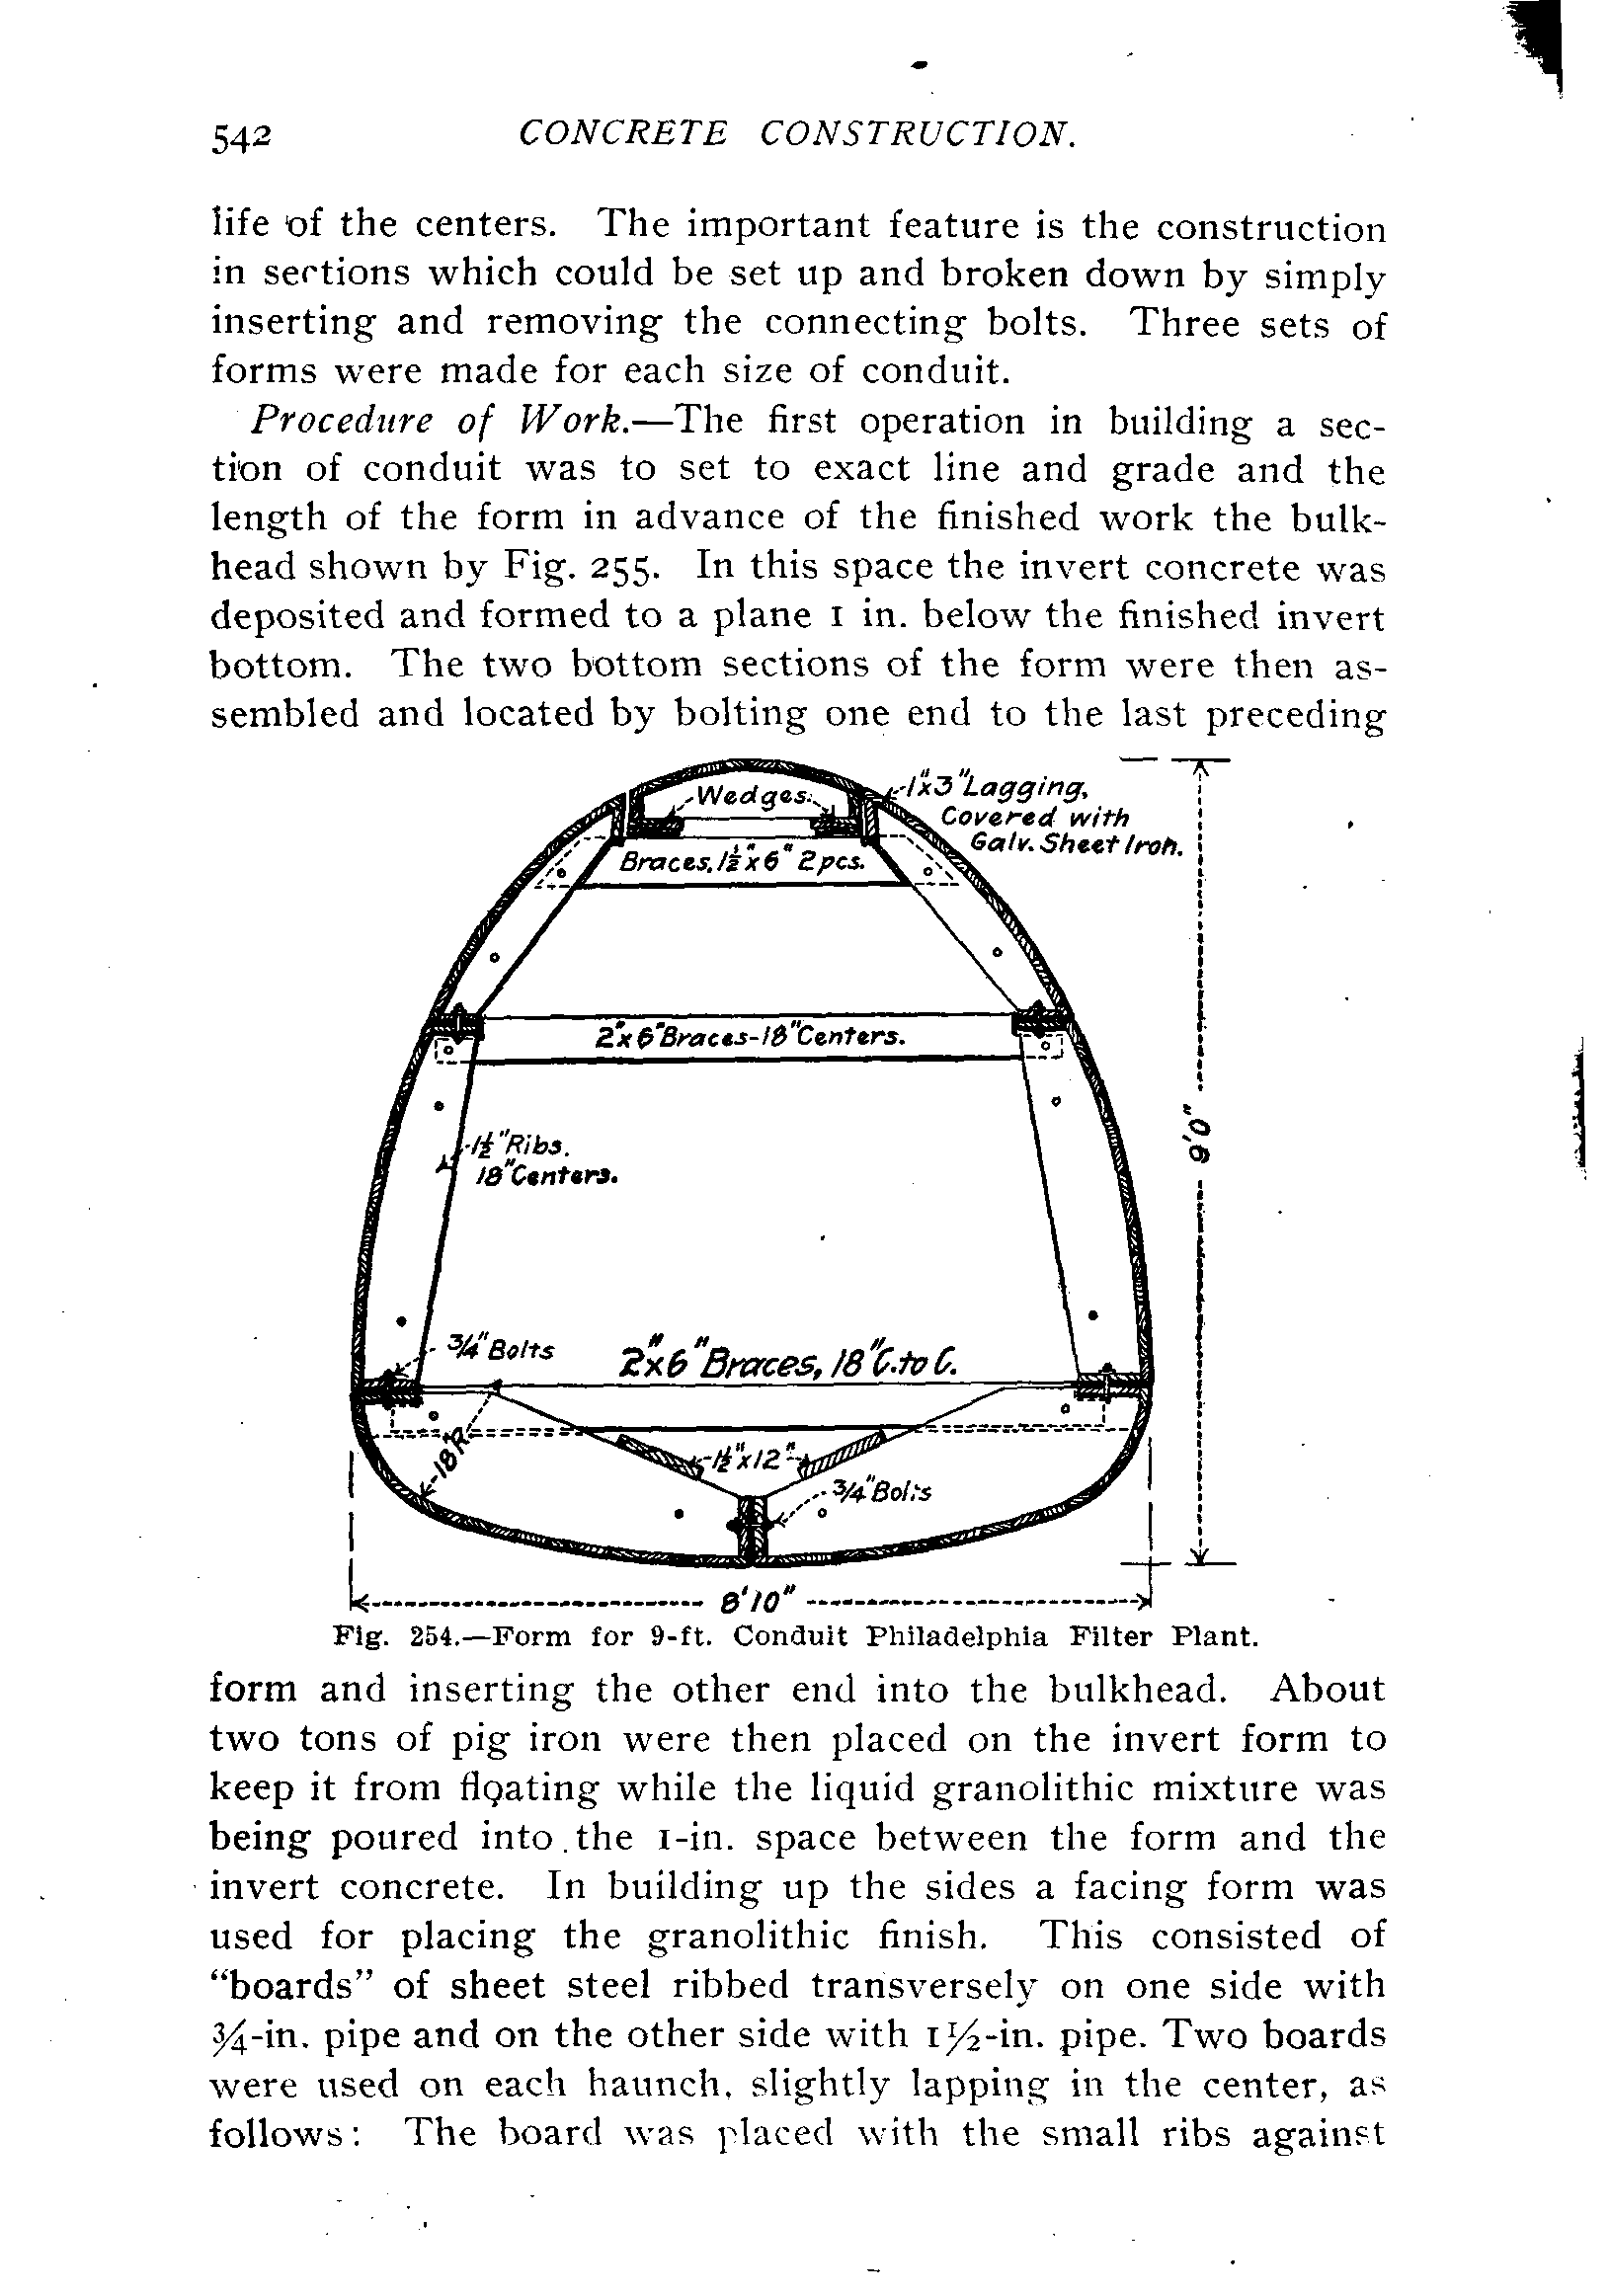 542 CONCRETE CONSTRUCTION.
life of the centers. The important feature is the construction
in sections which could be set up and broken down by simply
inserting and removing the connecting bolts. Three sets of
forms were made for each size of conduit.
Procedure of Work.—The first operation in building a sec-
tion of conduit was to set to exact line and grade and the
length of the form in advance of the finished work the bulk-
head shown by Fig. 255. In this space the invert concrete was
deposited and formed to a plane 1 in. below the finished invert
bottom. The two bottom sections of the form were then as-
sembled and located by bolting one end to the last preceding
Wedges.
1"x3" Lagging,
Covered with
Galv. Sheet Iron.
Braces, 1½"x6" 2 pcs.
2"x6" Braces-18" Centers.
9'0"
1½" Ribs.
18" Centers.
¾" Bolts
2"x6" Braces, 18" C. to C.
18"R.
1½"x12"
¾" Bolts
8'10"
Fig. 254.—Form for 9-ft. Conduit Philadelphia Filter Plant.
form and inserting the other end into the bulkhead. About
two tons of pig iron were then placed on the invert form to
keep it from floating while the liquid granolithic mixture was
being poured into the 1-in. space between the form and the
invert concrete. In building up the sides a facing form was
used for placing the granolithic finish. This consisted of
"boards" of sheet steel ribbed transversely on one side with
¾-in. pipe and on the other side with 1½-in. pipe. Two boards
were used on each haunch, slightly lapping in the center, as
follows: The board was placed with the small ribs against